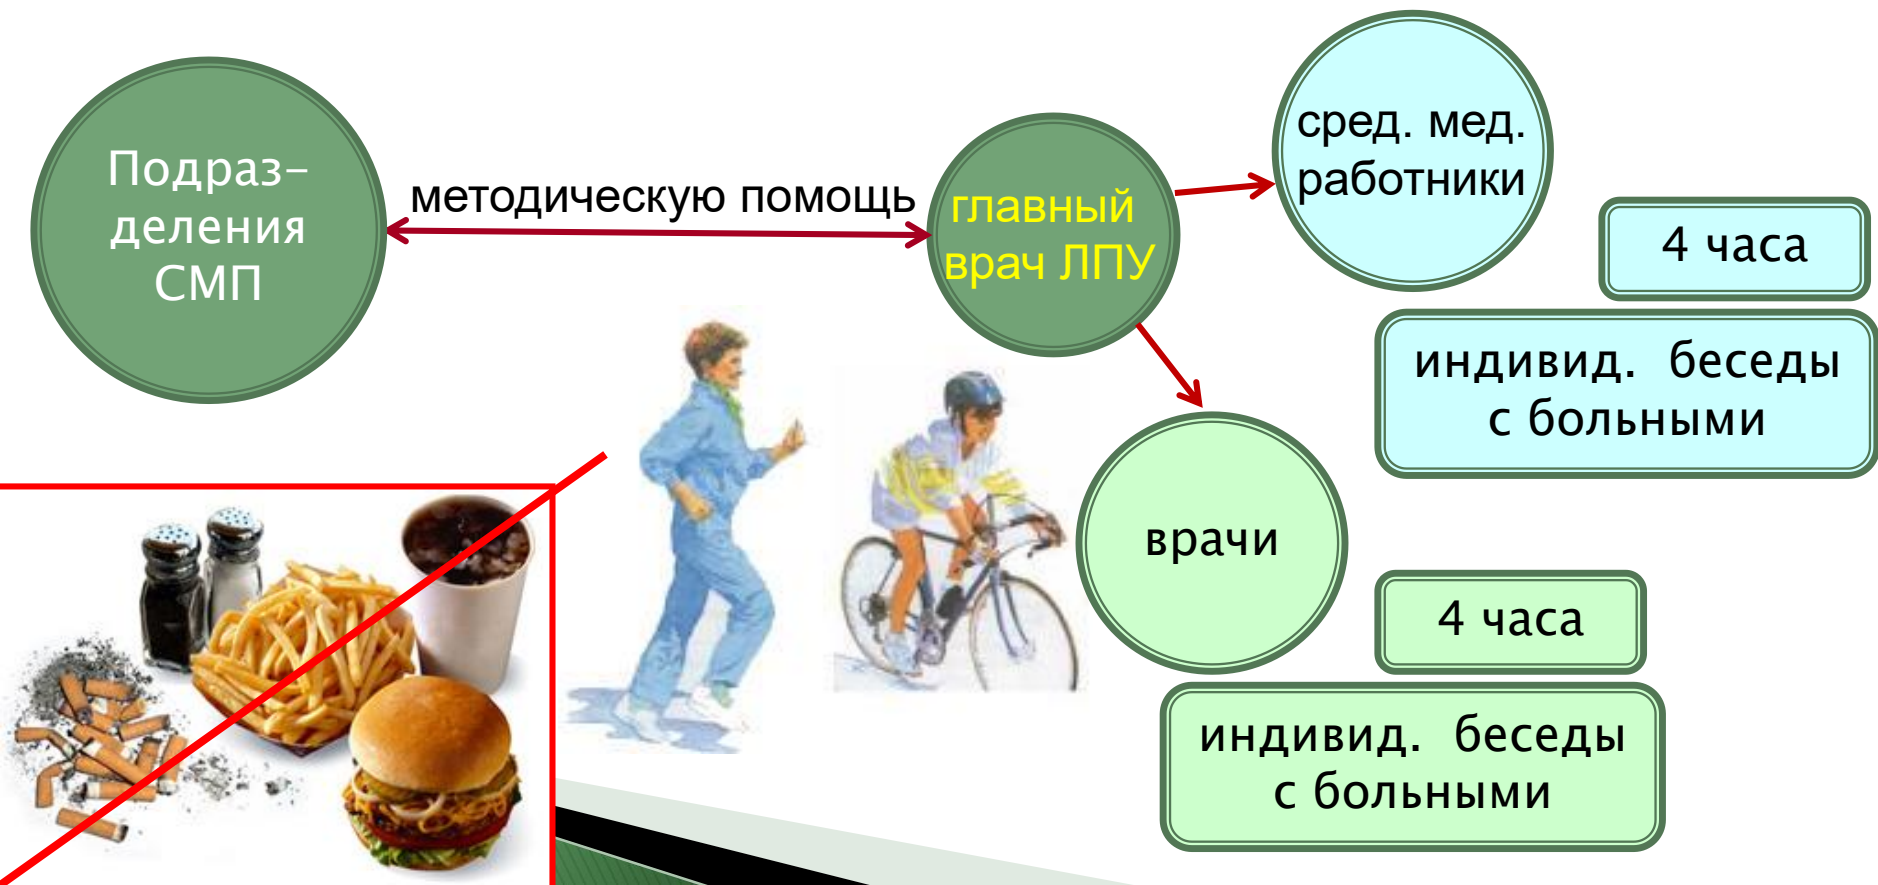 Подраз-
деления
СМП
методическую помощь
главный
врач ЛПУ
сред. мед.
работники
4 часа
индивид. беседы
с больными
врачи
4 часа
индивид. беседы
с больными